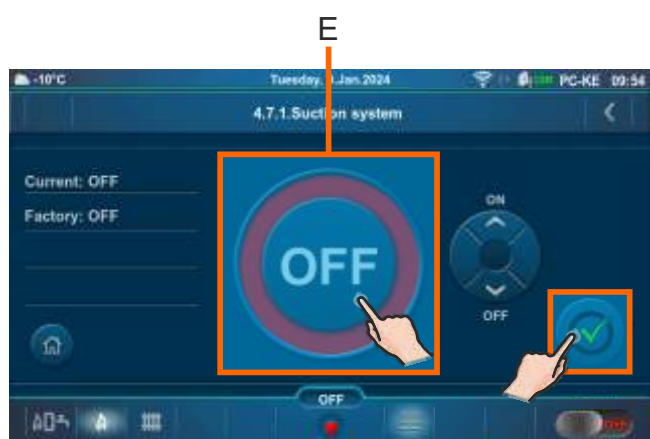 E
-10°C Tuesday, Jan.2024 PC-KE 09:54
4.7.1.Suction system
Current: OFF
ON
Factory: OFF
OFF
OFF
OFF